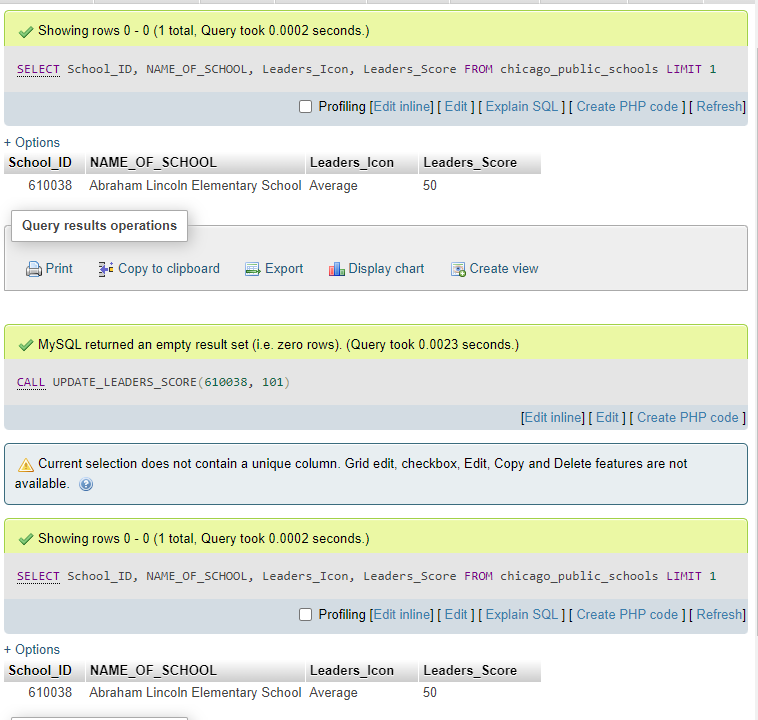 Showing rows 0 - 0 (1 total, Query took 0.0002 seconds.)
SELECT School_ID, NAME_OF_SCHOOL, Leaders_Icon, Leaders_Score FROM chicago_public_schools LIMIT 1
Profiling [Edit inline] [ Edit ] [ Explain SQL ] [ Create PHP code ] [ Refresh]
+ Options
School_ID NAME_OF_SCHOOL Leaders_Icon Leaders_Score
610038 Abraham Lincoln Elementary School Average 50
Query results operations
Print Copy to clipboard Export Display chart Create view
MySQL returned an empty result set (i.e. zero rows). (Query took 0.0023 seconds.)
CALL UPDATE_LEADERS_SCORE(610038, 101)
[Edit inline] [ Edit ] [ Create PHP code ]
Current selection does not contain a unique column. Grid edit, checkbox, Edit, Copy and Delete features are not
available.
Showing rows 0 - 0 (1 total, Query took 0.0002 seconds.)
SELECT School_ID, NAME_OF_SCHOOL, Leaders_Icon, Leaders_Score FROM chicago_public_schools LIMIT 1
Profiling [Edit inline] [ Edit ] [ Explain SQL ] [ Create PHP code ] [ Refresh]
+ Options
School_ID NAME_OF_SCHOOL Leaders_Icon Leaders_Score
610038 Abraham Lincoln Elementary School Average 50